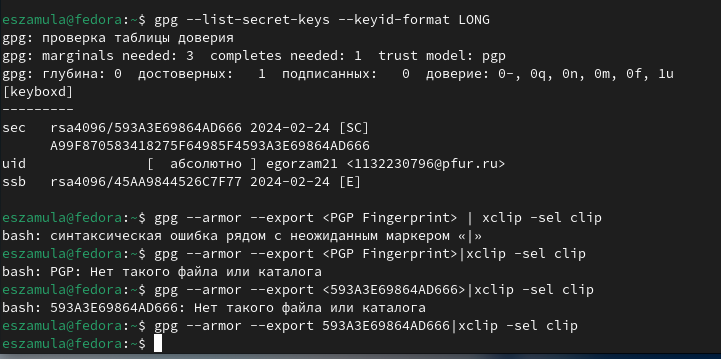 eszamula@fedora:~$ gpg --list-secret-keys --keyid-format LONG
gpg: проверка таблицы доверия
gpg: marginals needed: 3  completes needed: 1  trust model: pgp
gpg: глубина: 0  достоверных:   1  подписанных:   0  доверие: 0-, 0q, 0n, 0m, 0f, 1u
[keyboxd]
---------
sec   rsa4096/593A3E69864AD666 2024-02-24 [SC]
      A99F870583418275F64985F4593A3E69864AD666
uid              [  абсолютно ] egorzam21 <1132230796@pfur.ru>
ssb   rsa4096/45AA9844526C7F77 2024-02-24 [E]
eszamula@fedora:~$ gpg --armor --export <PGP Fingerprint> | xclip -sel clip
bash: синтаксическая ошибка рядом с неожиданным маркером «|»
eszamula@fedora:~$ gpg --armor --export <PGP Fingerprint>|xclip -sel clip
bash: PGP: Нет такого файла или каталога
eszamula@fedora:~$ gpg --armor --export <593A3E69864AD666>|xclip -sel clip
bash: 593A3E69864AD666: Нет такого файла или каталога
eszamula@fedora:~$ gpg --armor --export 593A3E69864AD666|xclip -sel clip
eszamula@fedora:~$